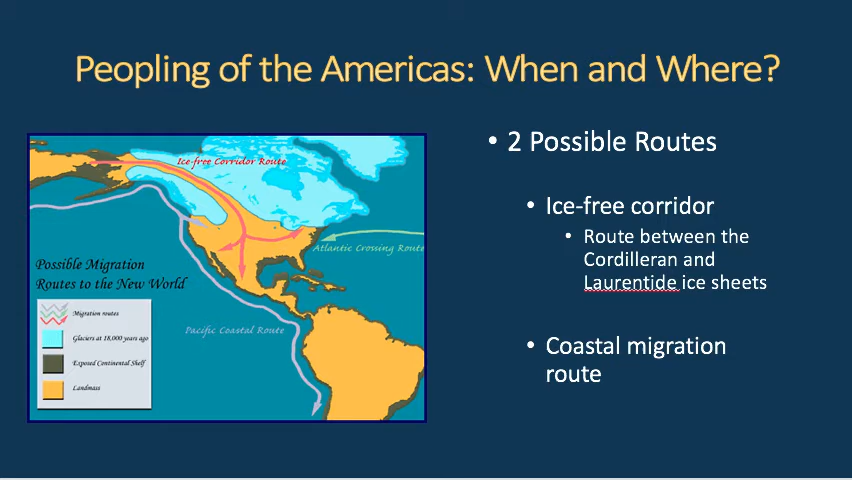 Peopling of the Americas: When and Where?
• 2 Possible Routes
• Ice-free corridor
• Route between the
Cordilleran and
Laurentide ice sheets
• Coastal migration
route
Ice-free Corridor Route
Atlantic Crossing Route
Possible Migration
Routes to the New World
Migration routes
Glaciers at 18,000 years ago
Exposed Continental Shelf
Landmass
Pacific Coastal Route